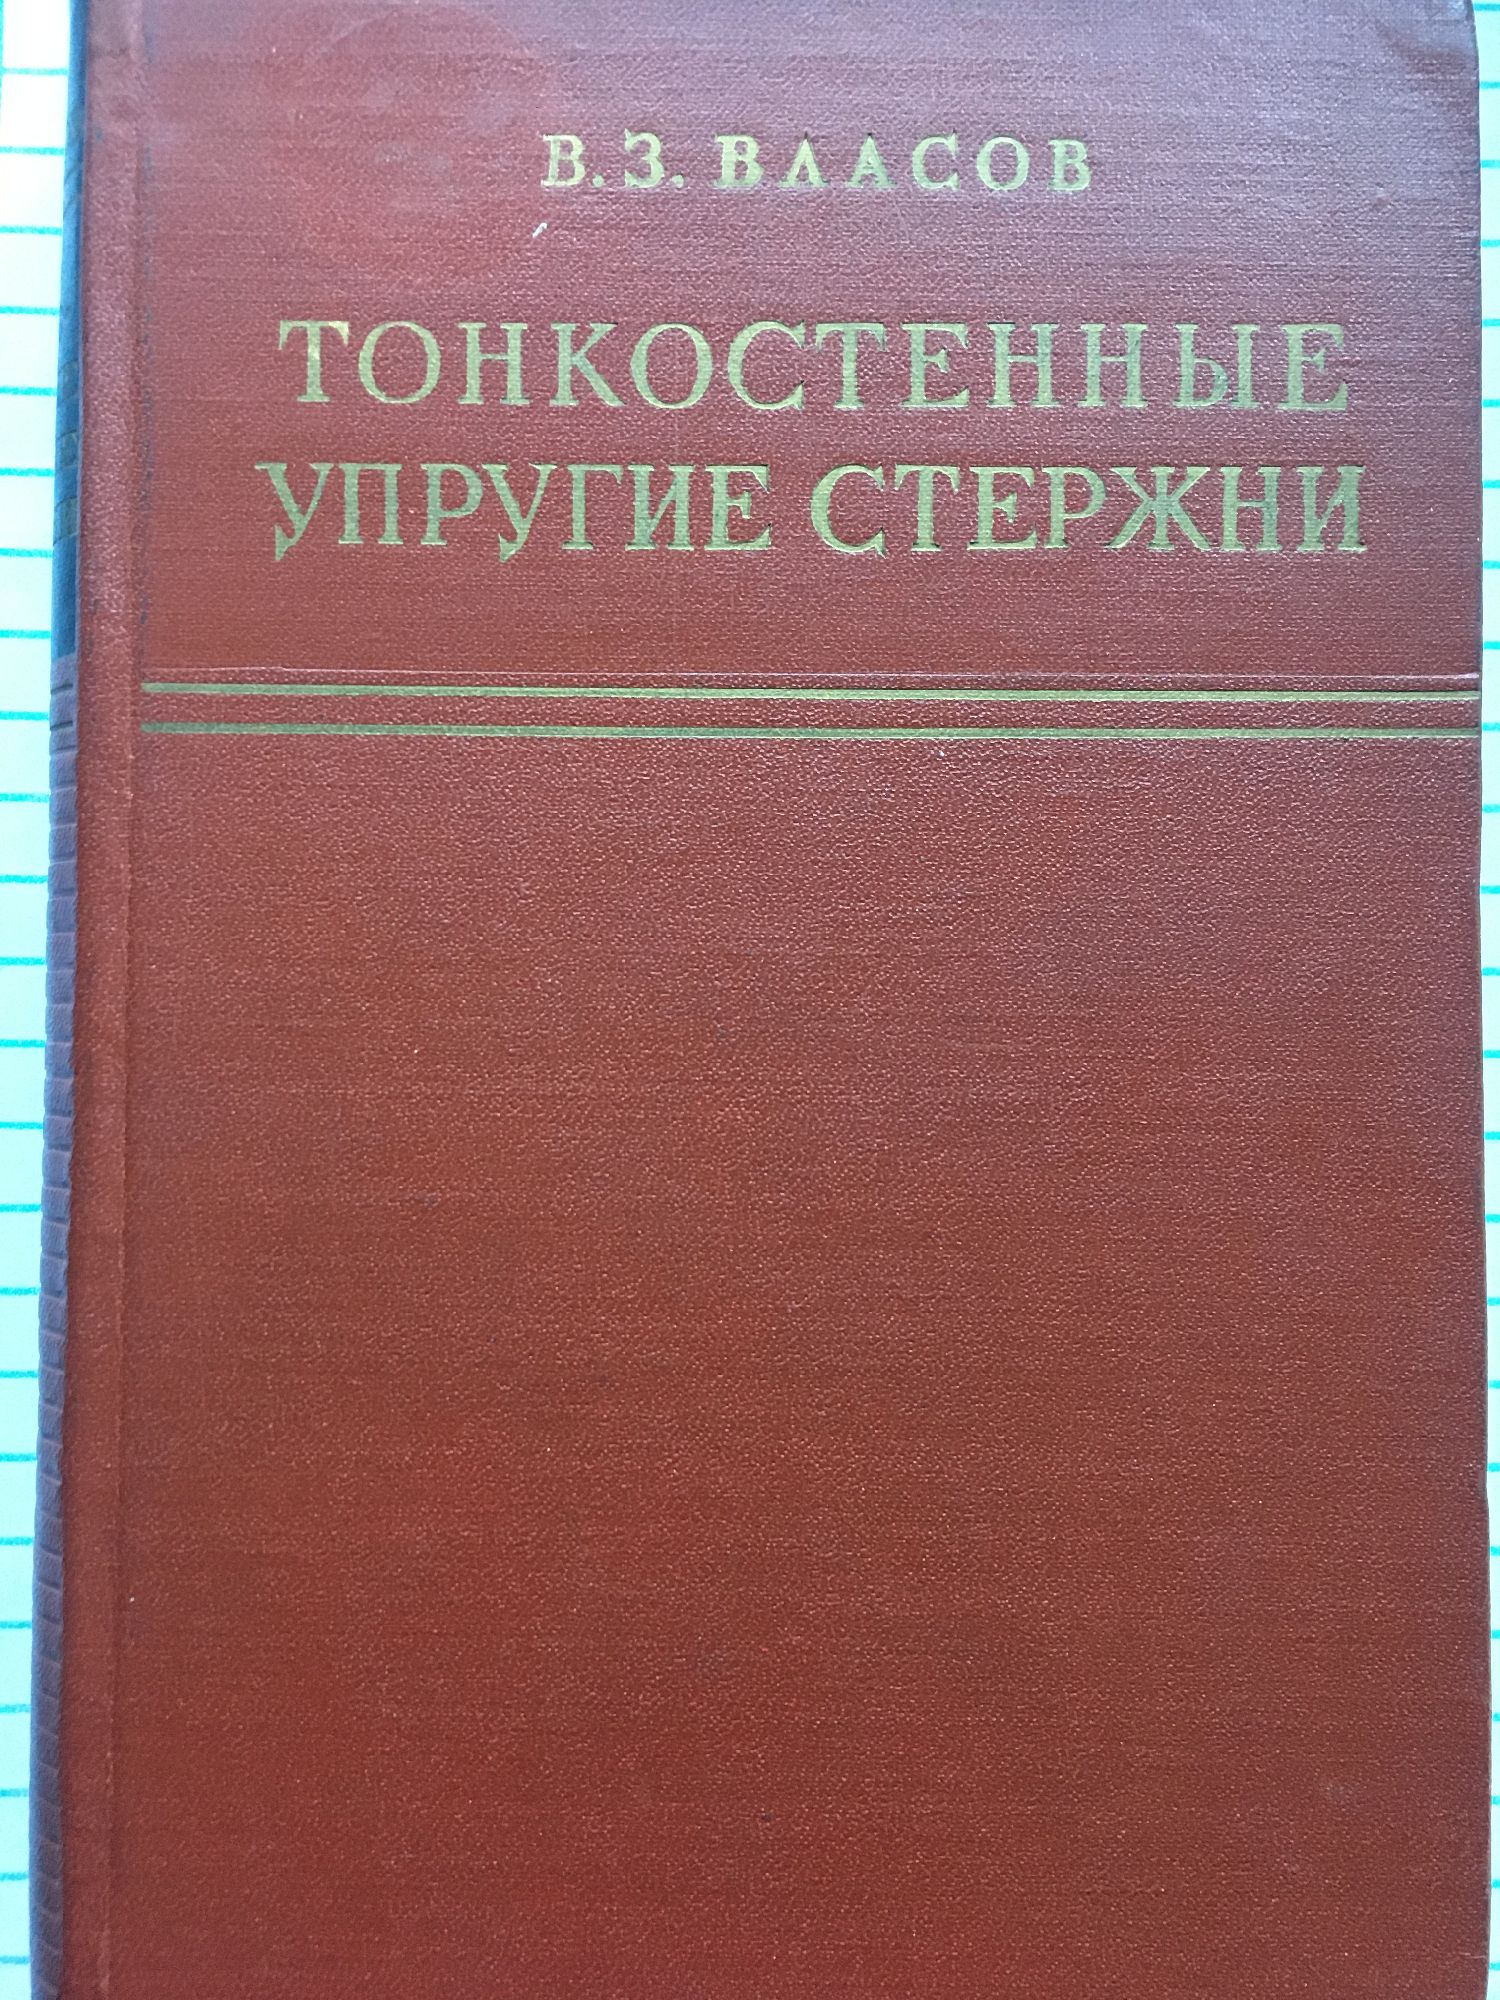 В. З. ВЛАСОВ
ТОНКОСТЕННЫЕ
УПРУГИЕ СТЕРЖНИ